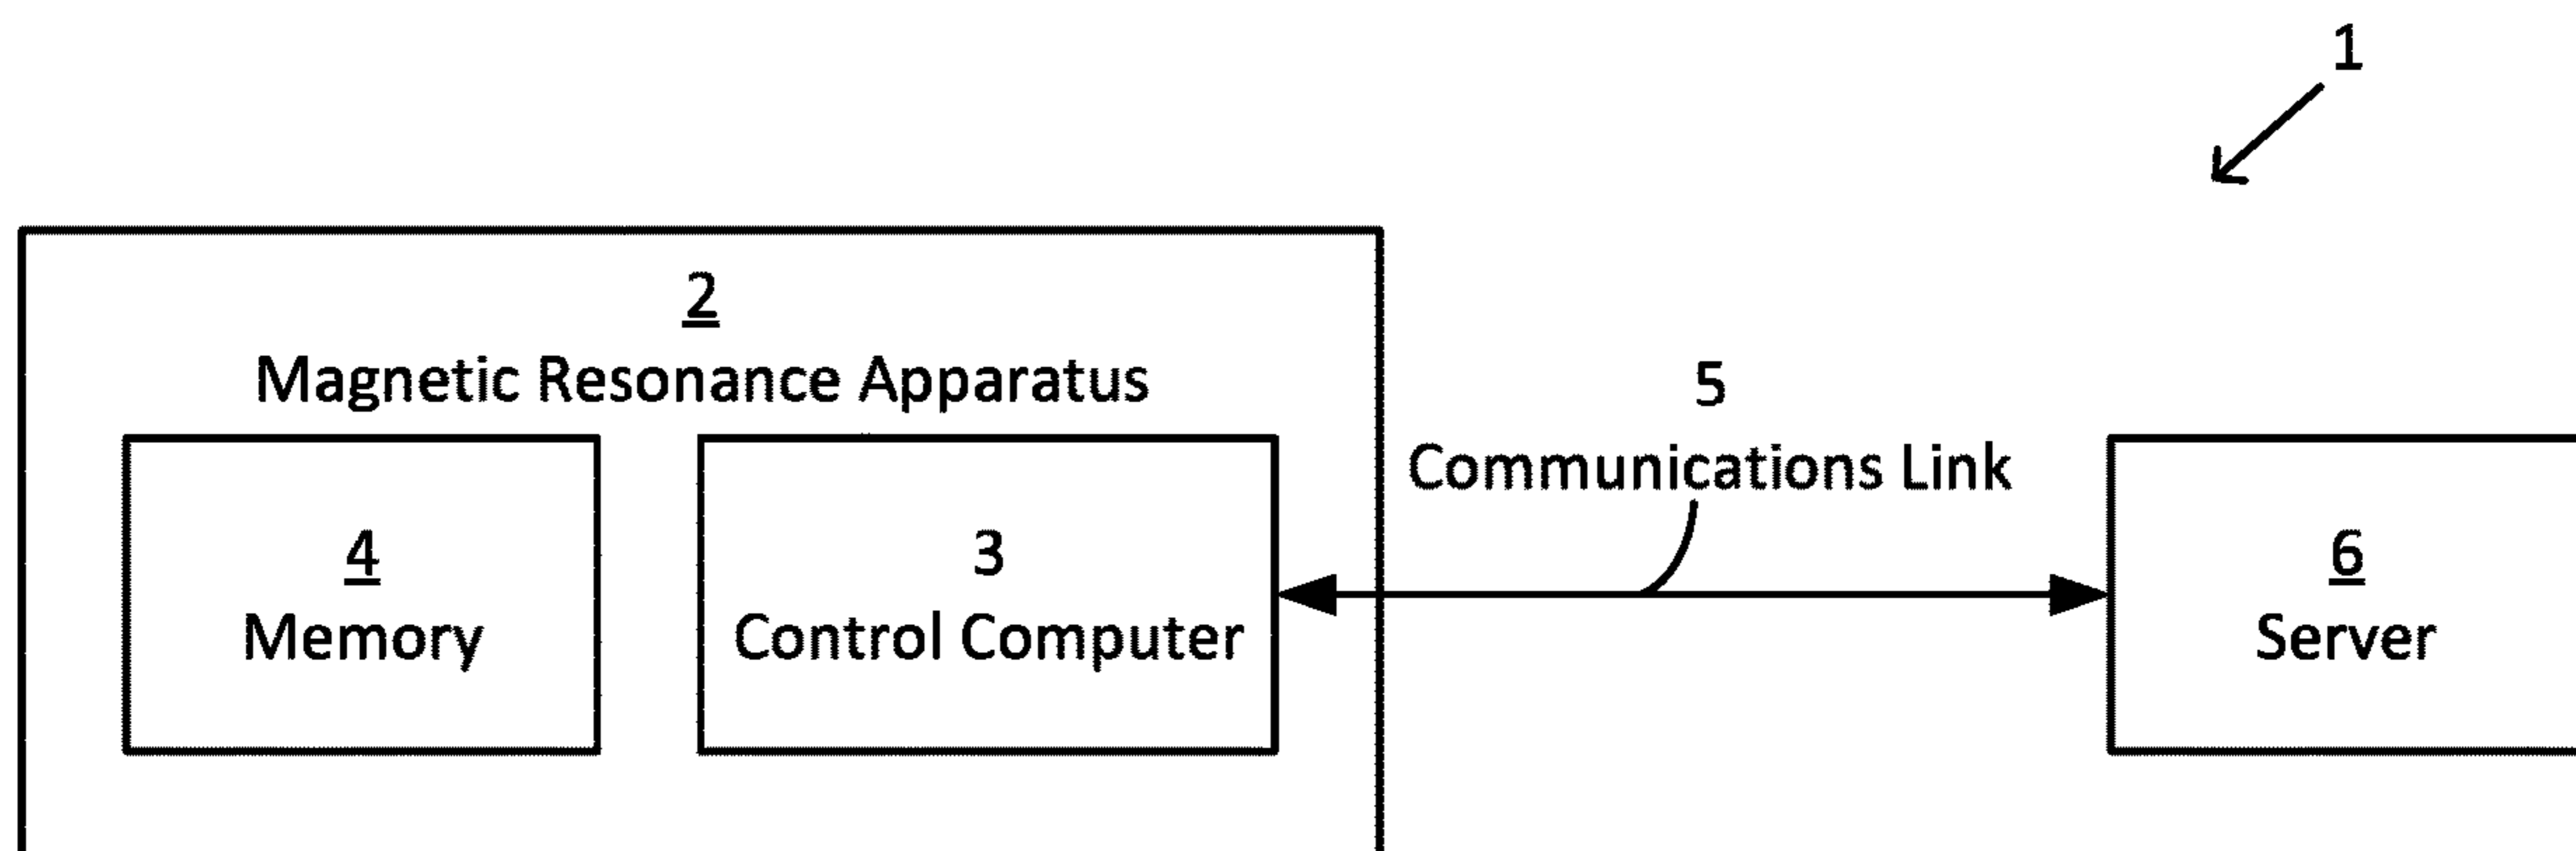 1
2
Magnetic Resonance Apparatus
5
Communications Link
4
Memory
3
Control Computer
6
Server